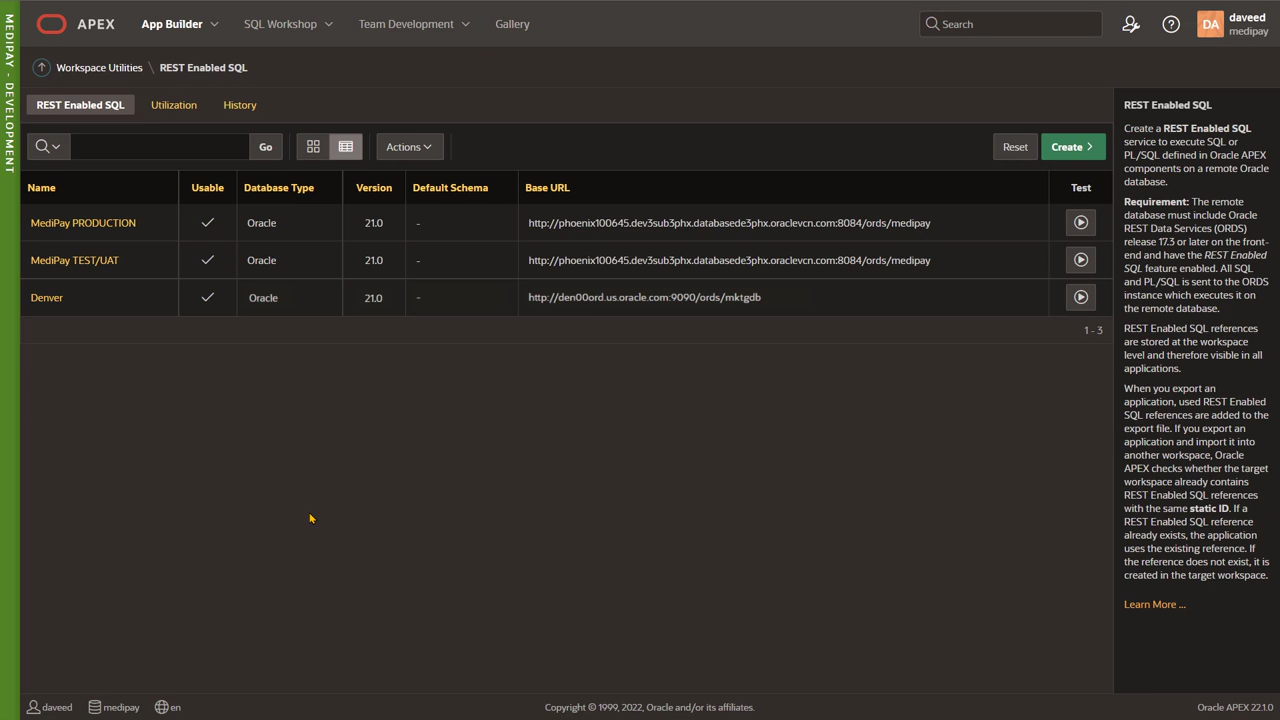 MEDIPAY - DEVELOPMENT
APEX App Builder SQL Workshop Team Development Gallery Search DA daveed
medipay
Workspace Utilities \ REST Enabled SQL
REST Enabled SQL Utilization History
Go Actions Reset Create
Name Usable Database Type Version Default Schema Base URL Test
MediPay PRODUCTION Oracle 21.0 - http://phoenix100645.dev3sub3phx.databasede3phx.oraclevcn.com:8084/ords/medipay
MediPay TEST/UAT Oracle 21.0 - http://phoenix100645.dev3sub3phx.databasede3phx.oraclevcn.com:8084/ords/medipay
Denver Oracle 21.0 - http://den00ord.us.oracle.com:9090/ords/mktgdb
1 - 3
REST Enabled SQL
Create a REST Enabled SQL
service to execute SQL or
PL/SQL defined in Oracle APEX
components on a remote Oracle
database.
Requirement: The remote
database must include Oracle
REST Data Services (ORDS)
release 17.3 or later on the front-
end and have the REST Enabled
SQL feature enabled. All SQL
and PL/SQL is sent to the ORDS
instance which executes it on
the remote database.
REST Enabled SQL references
are stored at the workspace
level and therefore visible in all
applications.
When you export an
application, used REST Enabled
SQL references are added to the
export file. If you export an
application and import it into
another workspace, Oracle
APEX checks whether the target
workspace already contains
REST Enabled SQL references
with the same static ID. If a
REST Enabled SQL reference
already exists, the application
uses the existing reference. If
the reference does not exist, it is
created in the target workspace.
Learn More ...
daveed medipay en Copyright © 1999, 2022, Oracle and/or its affiliates. Oracle APEX 22.1.0